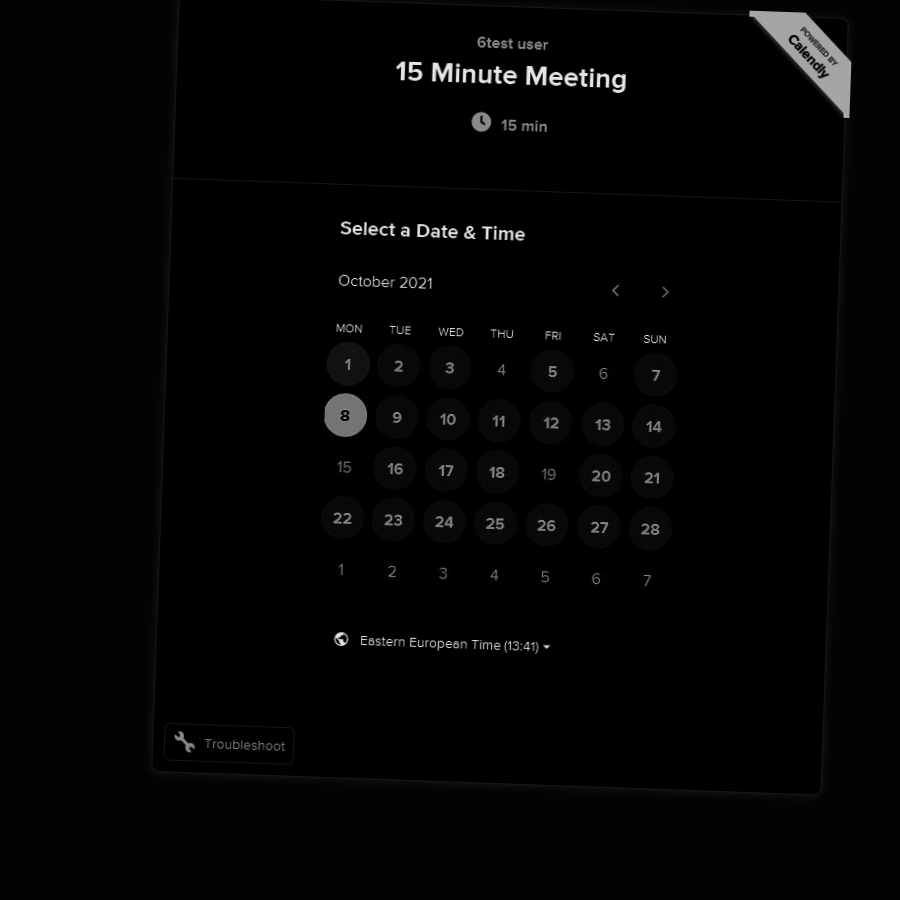 6test user
15 Minute Meeting
15 min
POWERED BY
Calendly
Select a Date & Time
October 2021
MON TUE WED THU FRI SAT SUN
1 2 3 4 5 6 7
8 9 10 11 12 13 14
15 16 17 18 19 20 21
22 23 24 25 26 27 28
1 2 3 4 5 6 7
Eastern European Time (13:41)
Troubleshoot